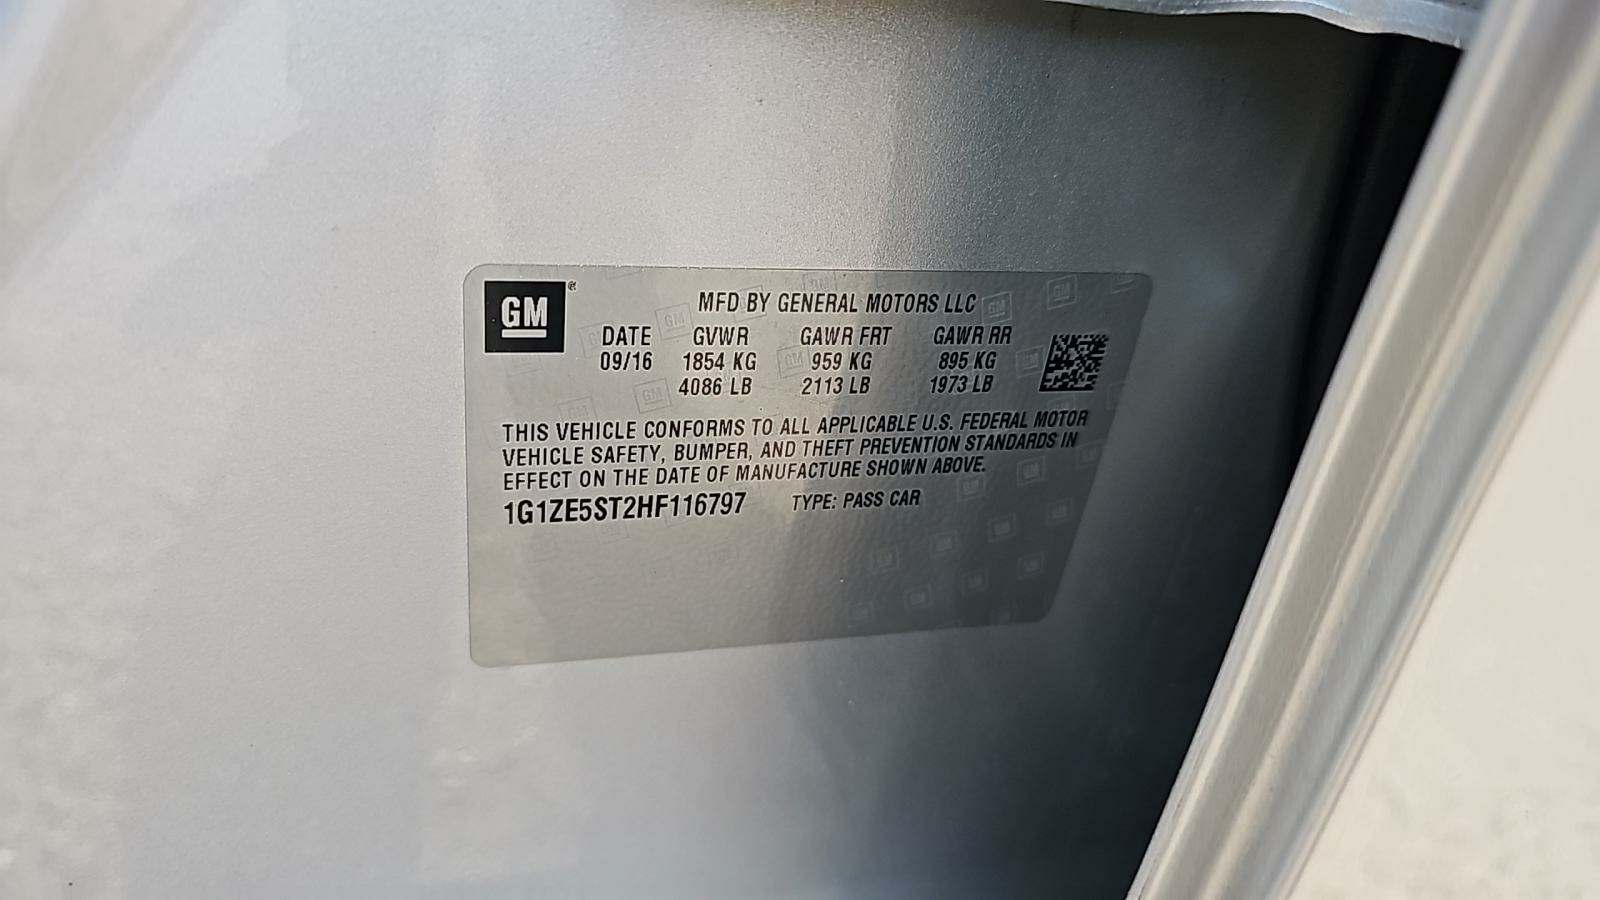 GM®
MFD BY GENERAL MOTORS LLC
DATE GVWR GAWR FRT GAWR RR
09/16 1854 KG 959 KG 895 KG
4086 LB 2113 LB 1973 LB
THIS VEHICLE CONFORMS TO ALL APPLICABLE U.S. FEDERAL MOTOR
VEHICLE SAFETY, BUMPER, AND THEFT PREVENTION STANDARDS IN
EFFECT ON THE DATE OF MANUFACTURE SHOWN ABOVE.
1G1ZE5ST2HF116797 TYPE: PASS CAR